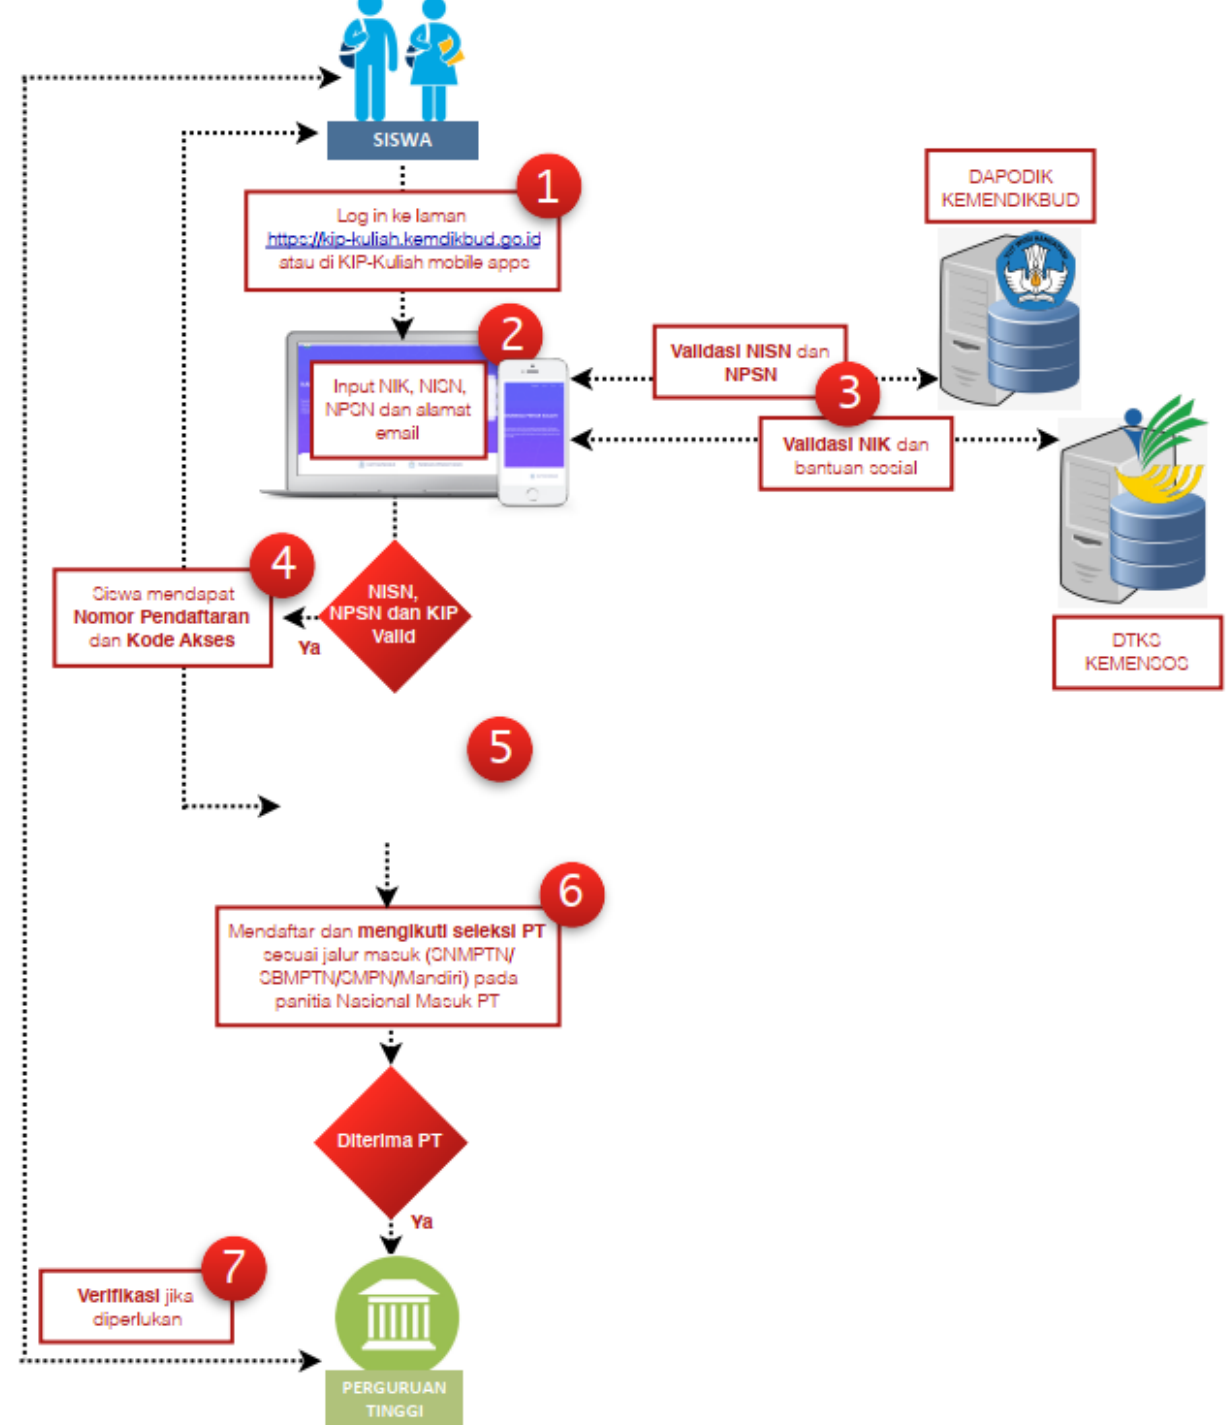 SISWA
1
Log in ke laman
https://kip-kuliah.kemdikbud.go.id
atau di KIP-Kuliah mobile apps
DAPODIK
KEMENDIKBUD
2
Input NIK, NISN,
NPSN dan alamat
email
Validasi NISN dan
NPSN
3
Validasi NIK dan
bantuan sosial
DTKS
KEMENSOS
4
Siswa mendapat
Nomor Pendaftaran
dan Kode Akses
Ya
NISN,
NPSN dan KIP
Valid
5
6
Mendaftar dan mengikuti seleksi PT
sesuai jalur masuk (SNMPTN/
SBMPTN/SMPN/Mandiri) pada
panitia Nasional Masuk PT
Diterima PT
Ya
7
Verifikasi jika
diperlukan
PERGURUAN
TINGGI